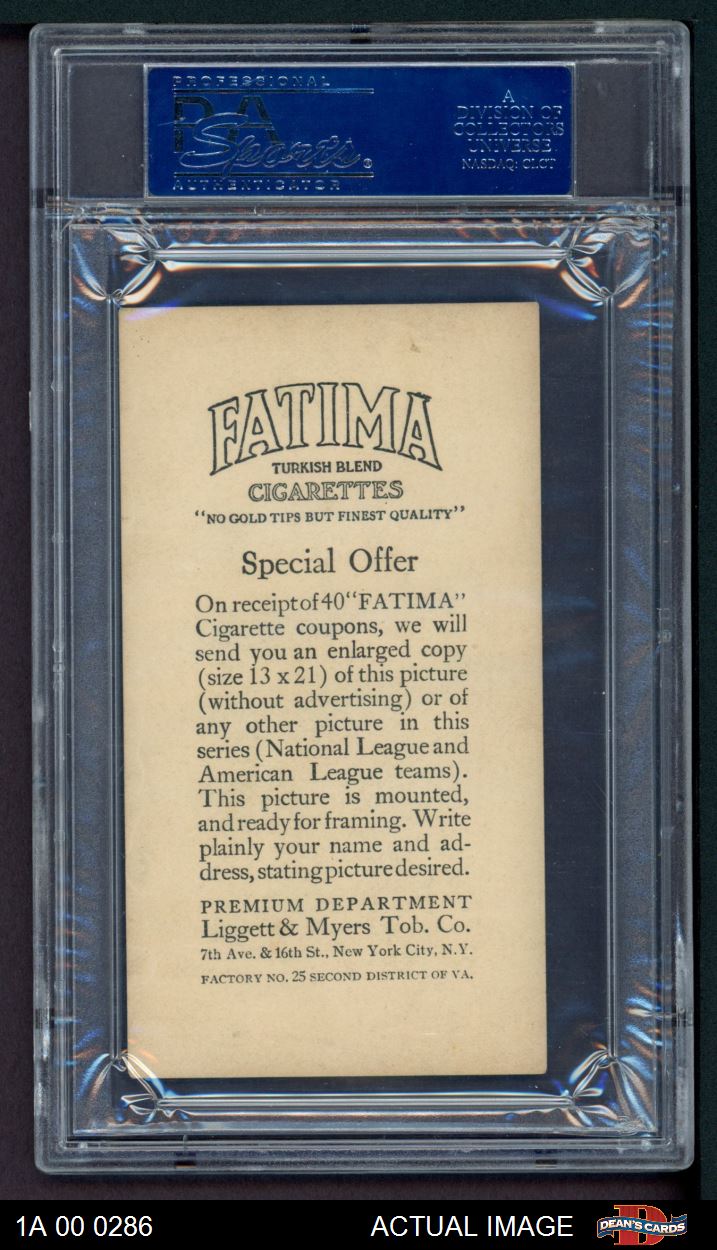 PROFESSIONAL
PSA
Sports®
AUTHENTICATOR
A
DIVISION OF
COLLECTORS
UNIVERSE
NASDAQ: CLCT
FATIMA
TURKISH BLEND
CIGARETTES
“NO GOLD TIPS BUT FINEST QUALITY”
Special Offer
On receipt of 40 “FATIMA”
Cigarette coupons, we will
send you an enlarged copy
(size 13 x 21) of this picture
(without advertising) or of
any other picture in this
series (National League and
American League teams).
This picture is mounted,
and ready for framing. Write
plainly your name and ad-
dress, stating picture desired.
PREMIUM DEPARTMENT
Liggett & Myers Tob. Co.
7th Ave. & 16th St., New York City, N.Y.
FACTORY NO. 25 SECOND DISTRICT OF VA.
1A 00 0286
ACTUAL IMAGE
D
DEAN'S CARDS